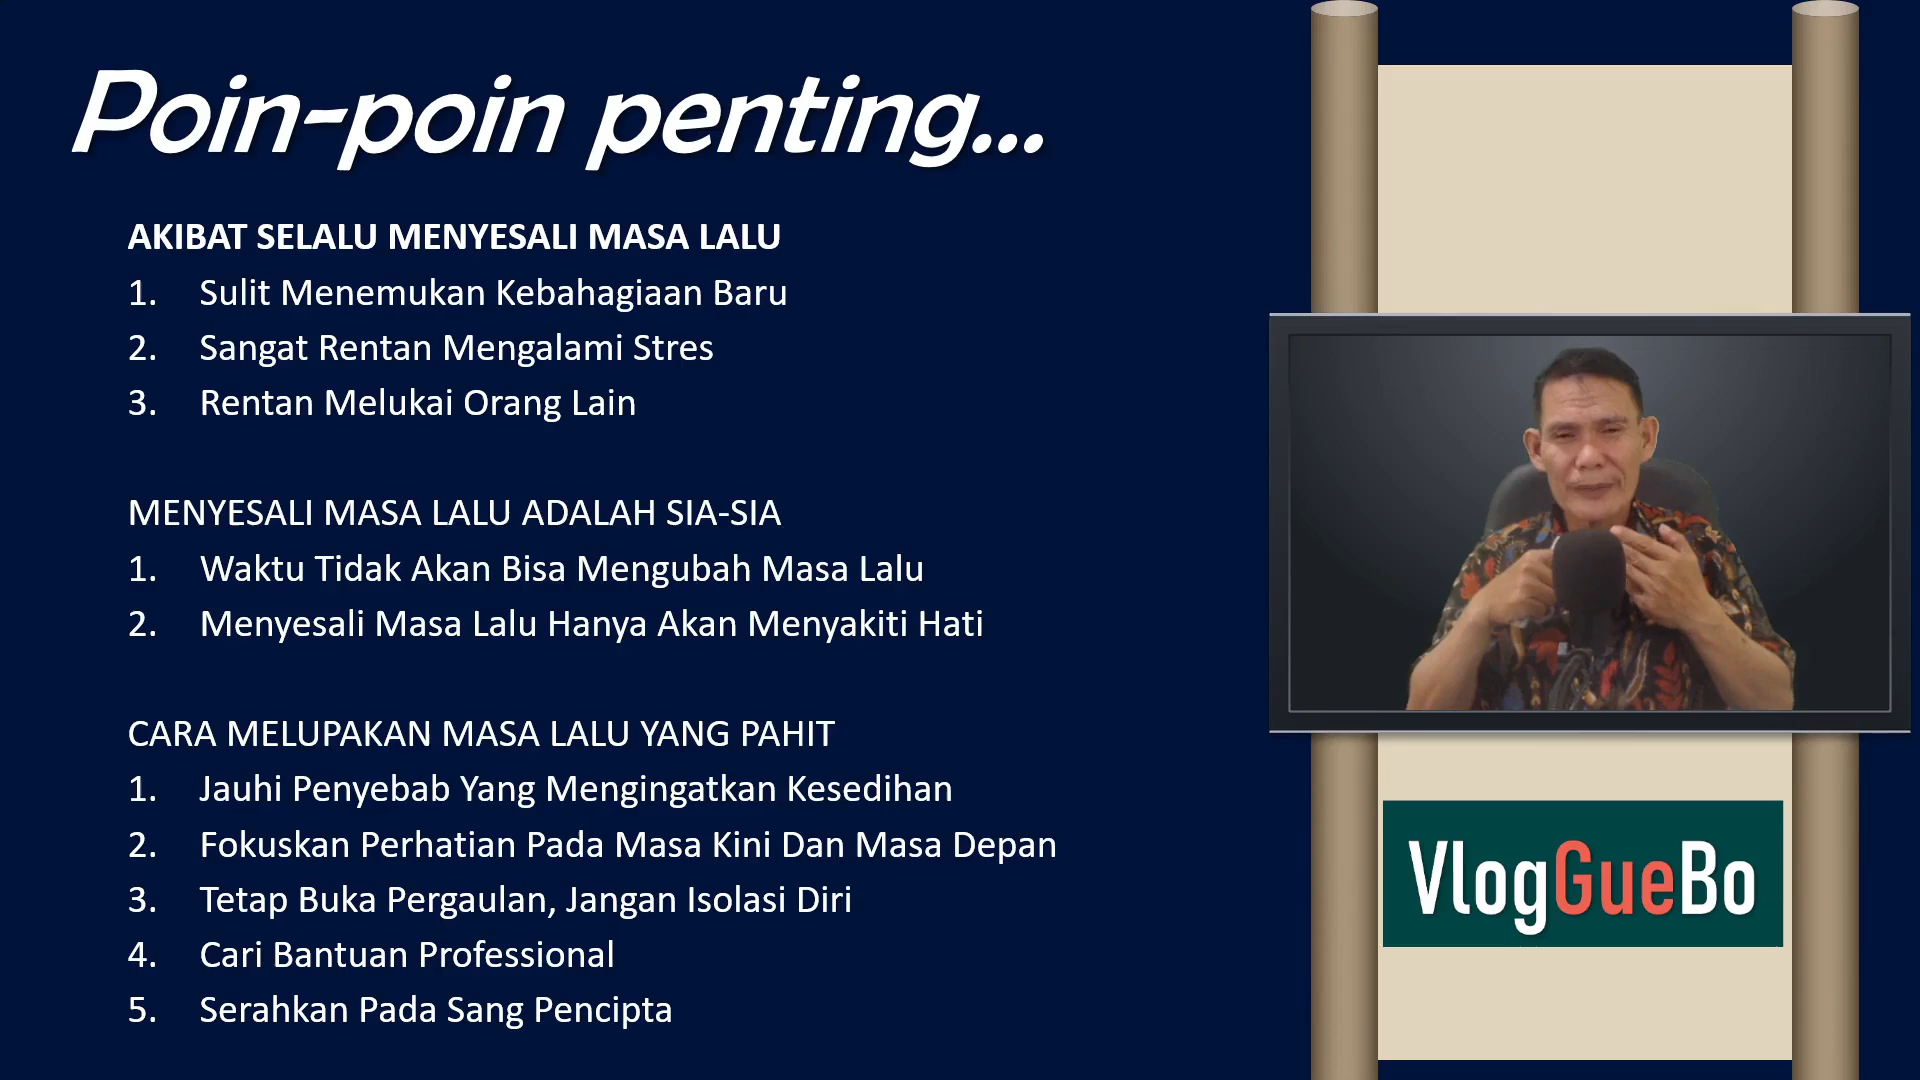 Poin-poin penting...
AKIBAT SELALU MENYESALI MASA LALU
1. Sulit Menemukan Kebahagiaan Baru
2. Sangat Rentan Mengalami Stres
3. Rentan Melukai Orang Lain
MENYESALI MASA LALU ADALAH SIA-SIA
1. Waktu Tidak Akan Bisa Mengubah Masa Lalu
2. Menyesali Masa Lalu Hanya Akan Menyakiti Hati
CARA MELUPAKAN MASA LALU YANG PAHIT
1. Jauhi Penyebab Yang Mengingatkan Kesedihan
2. Fokuskan Perhatian Pada Masa Kini Dan Masa Depan
3. Tetap Buka Pergaulan, Jangan Isolasi Diri
4. Cari Bantuan Professional
5. Serahkan Pada Sang Pencipta
VlogGueBo